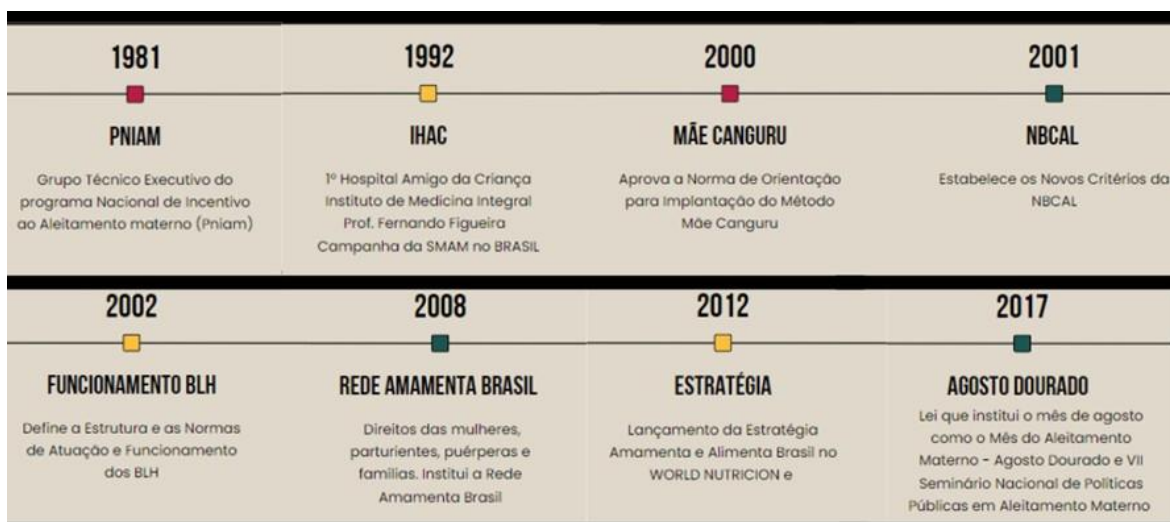 1981
PNIAM
Grupo Técnico Executivo do
programa Nacional de Incentivo
ao Aleitamento materno (Pniam)
1992
IHAC
1º Hospital Amigo da Criança
Instituto de Medicina Integral
Prof. Fernando Figueira
Campanha da SMAM no BRASIL
2000
MÃE CANGURU
Aprova a Norma de Orientação
para Implantação do Método
Mãe Canguru
2001
NBCAL
Estabelece os Novos Critérios da
NBCAL
2002
FUNCIONAMENTO BLH
Define a Estrutura e as Normas
de Atuação e Funcionamento
dos BLH
2008
REDE AMAMENTA BRASIL
Direitos das mulheres,
parturientes, puérperas e
famílias. Institui a Rede
Amamenta Brasil
2012
ESTRATÉGIA
Lançamento da Estratégia
Amamenta e Alimenta Brasil no
WORLD NUTRICION e
2017
AGOSTO DOURADO
Lei que institui o mês de agosto
como o Mês do Aleitamento
Materno - Agosto Dourado e VII
Seminário Nacional de Políticas
Públicas em Aleitamento Materno